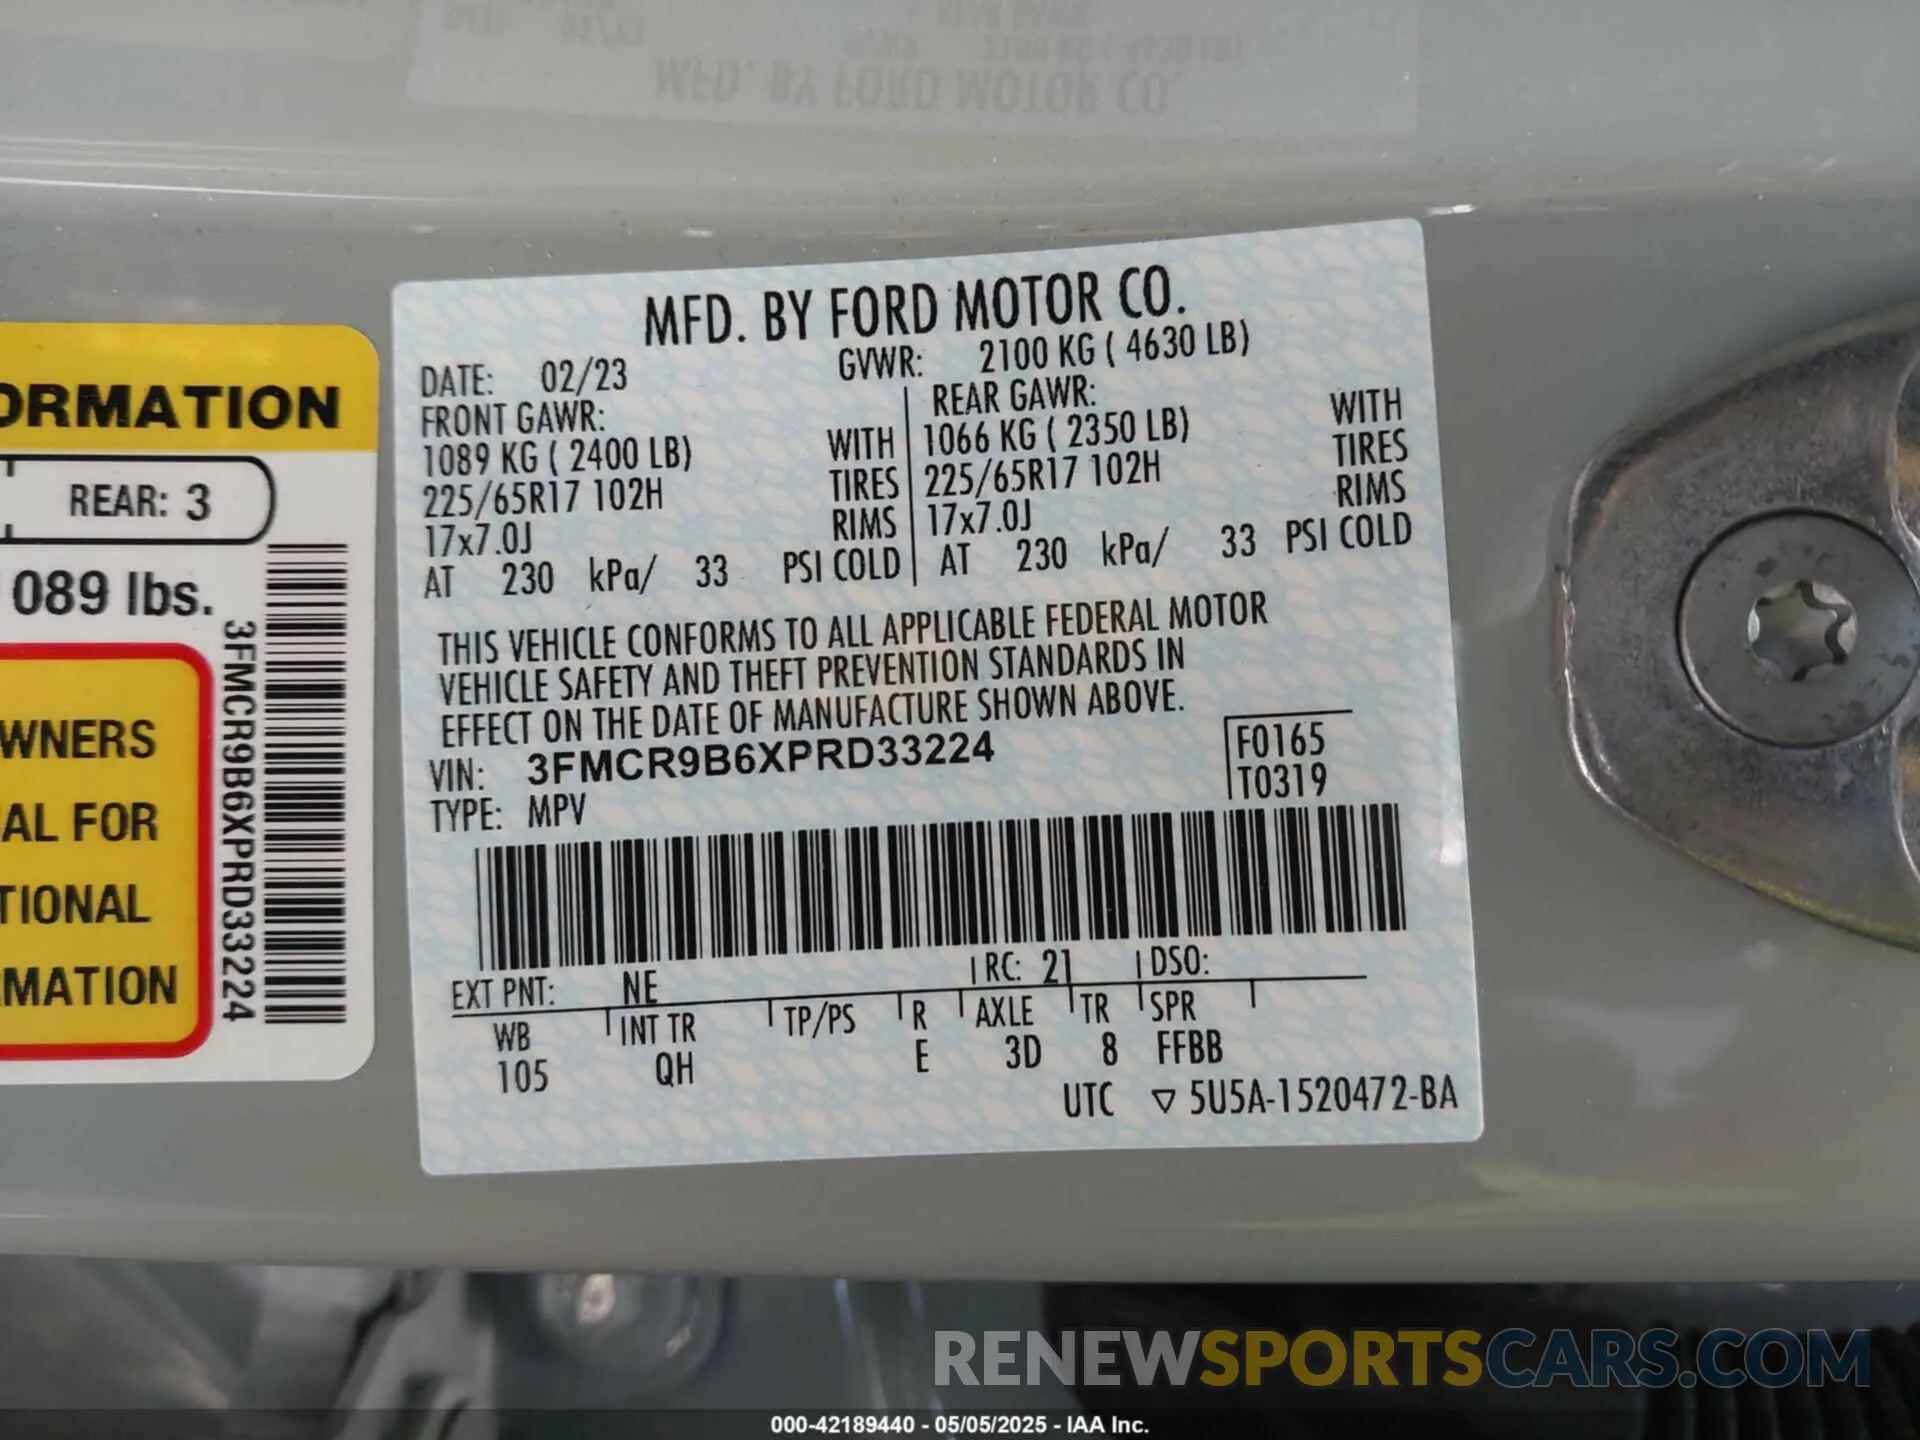 MFD. BY FORD MOTOR CO.
DATE: 02/23
GVWR: 2100 KG ( 4630 LB)
FRONT GAWR:
1089 KG ( 2400 LB) WITH
225/65R17 102H TIRES
17x7.0J RIMS
AT 230 kPa/ 33 PSI COLD
REAR GAWR:
1066 KG ( 2350 LB) WITH
225/65R17 102H TIRES
17x7.0J RIMS
AT 230 kPa/ 33 PSI COLD
THIS VEHICLE CONFORMS TO ALL APPLICABLE FEDERAL MOTOR
VEHICLE SAFETY AND THEFT PREVENTION STANDARDS IN
EFFECT ON THE DATE OF MANUFACTURE SHOWN ABOVE.
VIN: 3FMCR9B6XPRD33224
TYPE: MPV
F0165
T0319
EXT PNT: NE RC: 21 DSO:
WB INT TR TP/PS R AXLE TR SPR
105 QH E 3D 8 FFBB
UTC ▽ 5U5A-1520472-BA
ORMATION
REAR: 3
089 lbs.
3FMCR9B6XPRD33224
WNERS
AL FOR
TIONAL
MATION
MFD. BY FORD MOTOR CO.
RENEWSPORTSCARS.COM
000-42189440 - 05/05/2025 - IAA Inc.